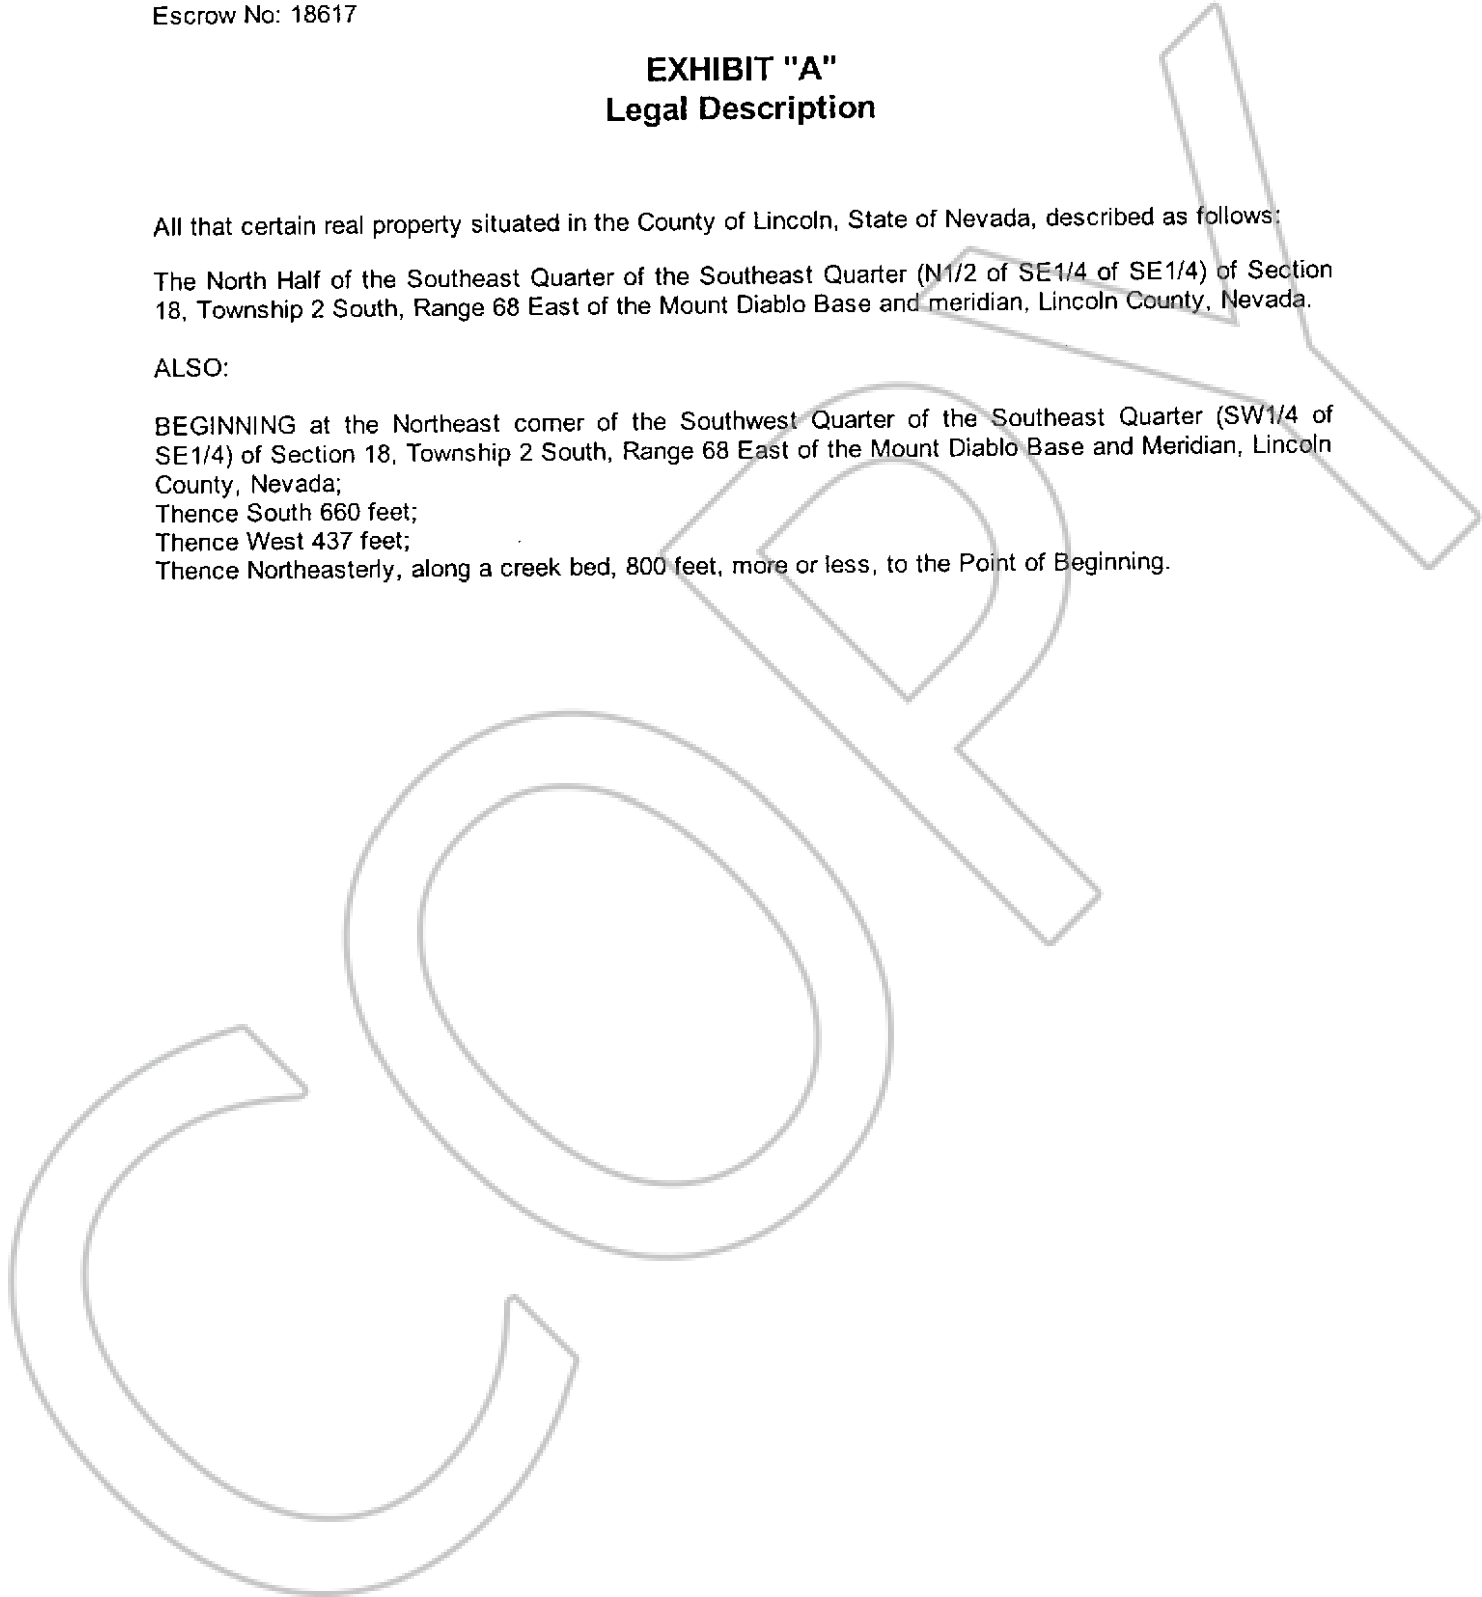 Escrow No: 18617
EXHIBIT "A"
Legal Description
All that certain real property situated in the County of Lincoln, State of Nevada, described as follows:
The North Half of the Southeast Quarter of the Southeast Quarter (N1/2 of SE1/4 of SE1/4) of Section
18, Township 2 South, Range 68 East of the Mount Diablo Base and meridian, Lincoln County, Nevada.
ALSO:
BEGINNING at the Northeast corner of the Southwest Quarter of the Southeast Quarter (SW1/4 of
SE1/4) of Section 18, Township 2 South, Range 68 East of the Mount Diablo Base and Meridian, Lincoln
County, Nevada;
Thence South 660 feet;
Thence West 437 feet;
Thence Northeasterly, along a creek bed, 800 feet, more or less, to the Point of Beginning.
COPY